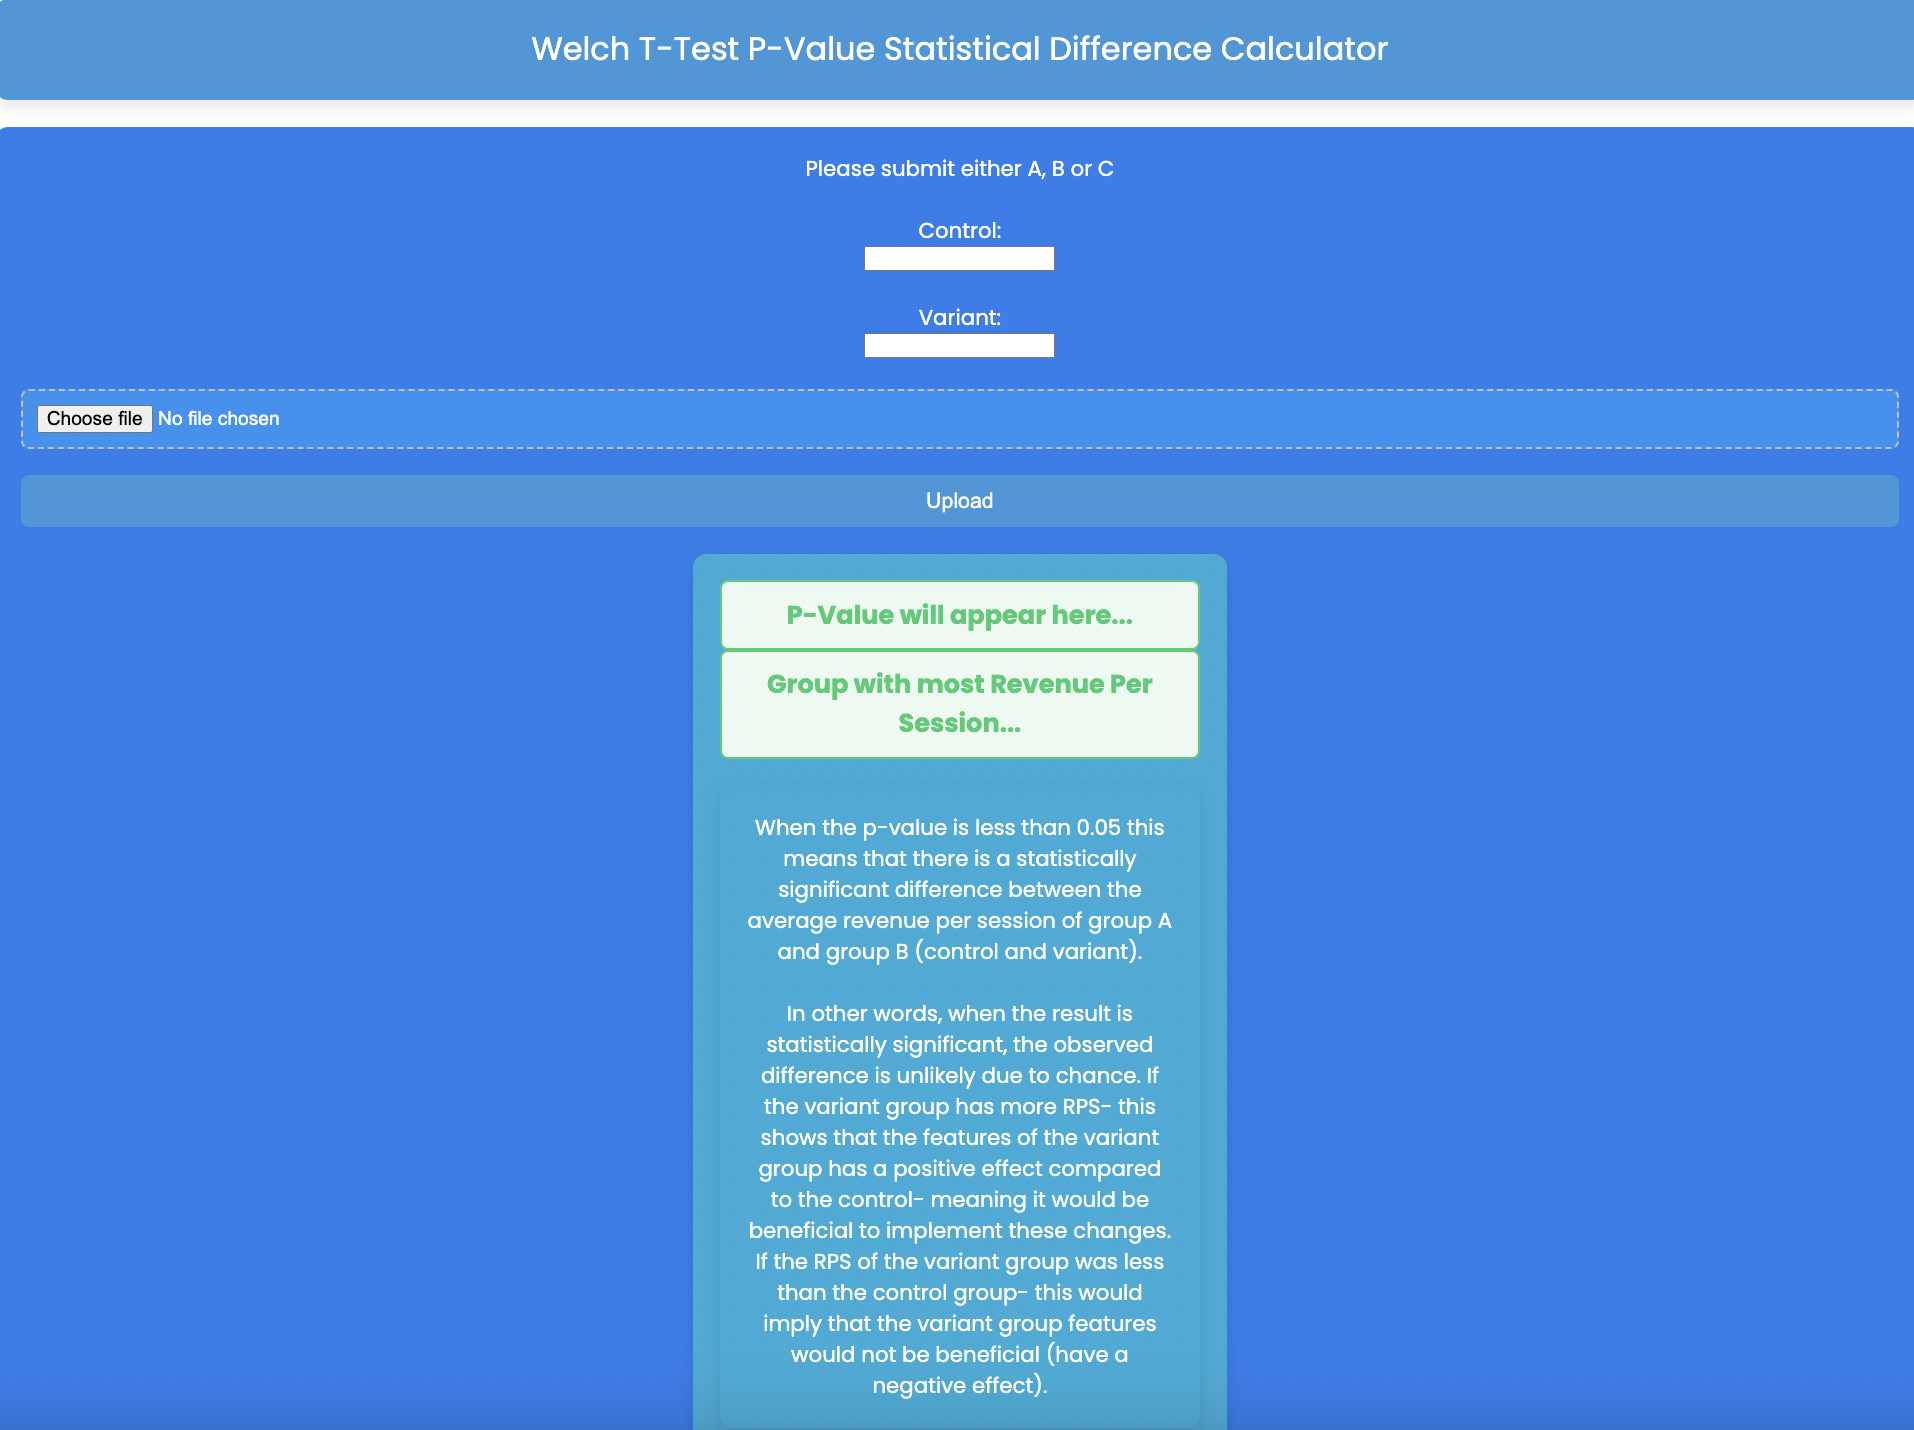 Welch T-Test P-Value Statistical Difference Calculator
Please submit either A, B or C
Control:
Variant:
Choose file No file chosen
Upload
P-Value will appear here...
Group with most Revenue Per
Session...
When the p-value is less than 0.05 this
means that there is a statistically
significant difference between the
average revenue per session of group A
and group B (control and variant).
In other words, when the result is
statistically significant, the observed
difference is unlikely due to chance. If
the variant group has more RPS- this
shows that the features of the variant
group has a positive effect compared
to the control- meaning it would be
beneficial to implement these changes.
If the RPS of the variant group was less
than the control group- this would
imply that the variant group features
would not be beneficial (have a
negative effect).